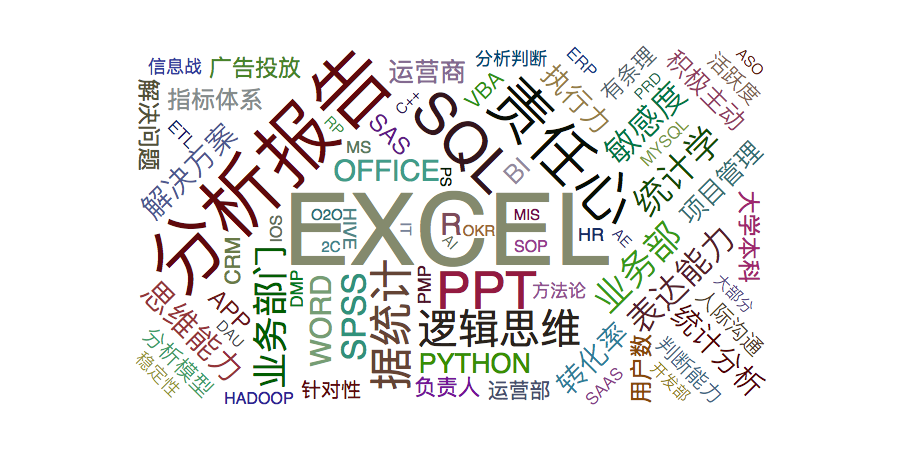 信息战
广告投放
运营商
分析判断
ERP
有条理
积极主动
活跃度
ASO
解决问题
指标体系
分析报告
C++
VBA
执行力
PRD
ETL
RP
SAS
SQL
责任心
敏感度
MYSQL
解决方案
MS
OFFICE
PS
BI
统计学
项目管理
EXCEL
O2O
HIVE
2C
IT
R
AI
OKR
MIS
SOP
HR
AE
大学本科
CRM
IOS
业务部门
DMP
WORD
SPSS
据统计
PMP
PPT
方法论
业务部
表达能力
大部分
思维能力
APP
DAU
逻辑思维
人际沟通
统计分析
分析模型
稳定性
PYTHON
转化率
用户数
判断能力
开发部
HADOOP
针对性
负责人
运营部
SAAS